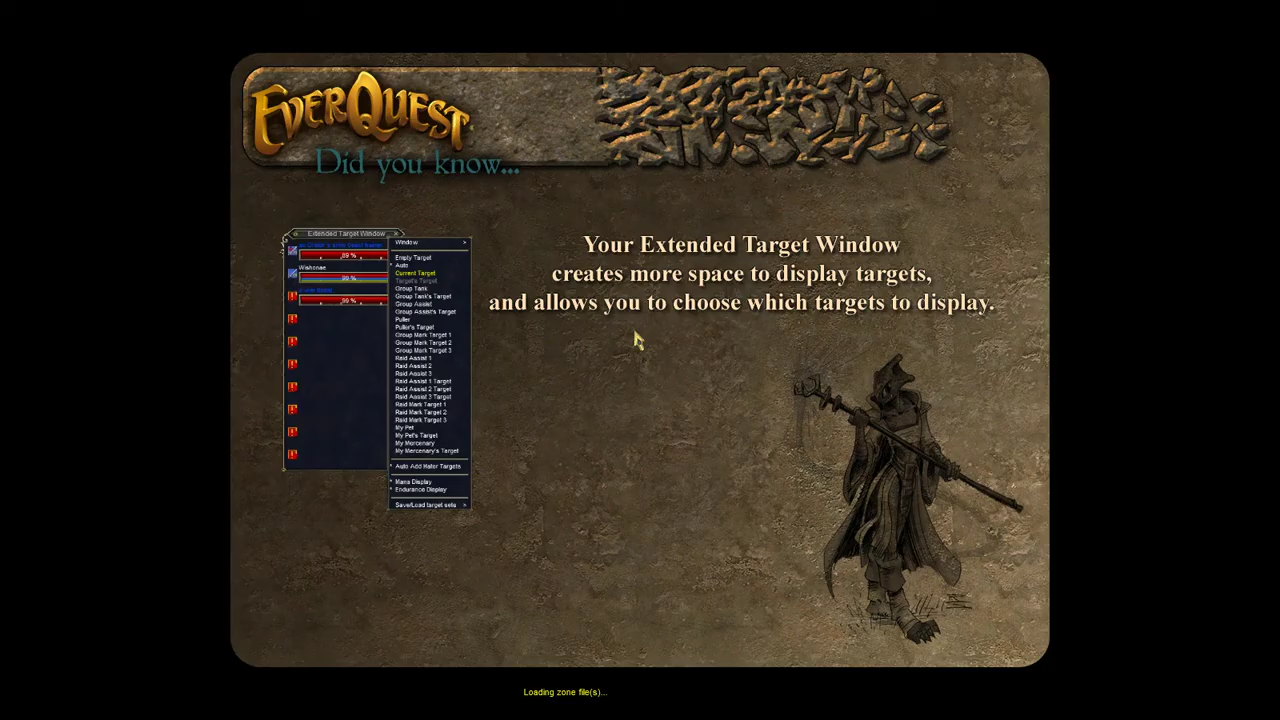 EVERQUEST
Did you know...
Extended Target Window
99 %
Wishonae
99 %
99 %
Window >
Empty Target
Auto
Current Target
Target's Target
Group Tank
Group Tank's Target
Group Assist
Group Assist's Target
Puller
Puller's Target
Group Mark Target 1
Group Mark Target 2
Group Mark Target 3
Raid Assist 1
Raid Assist 2
Raid Assist 3
Raid Assist 1 Target
Raid Assist 2 Target
Raid Assist 3 Target
Raid Mark Target 1
Raid Mark Target 2
Raid Mark Target 3
My Pet
My Pet's Target
My Mercenary
My Mercenary's Target
Auto Add Hater Targets
Mana Display
Endurance Display
Save/Load target sets >
Your Extended Target Window
creates more space to display targets,
and allows you to choose which targets to display.
Loading zone file(s)...